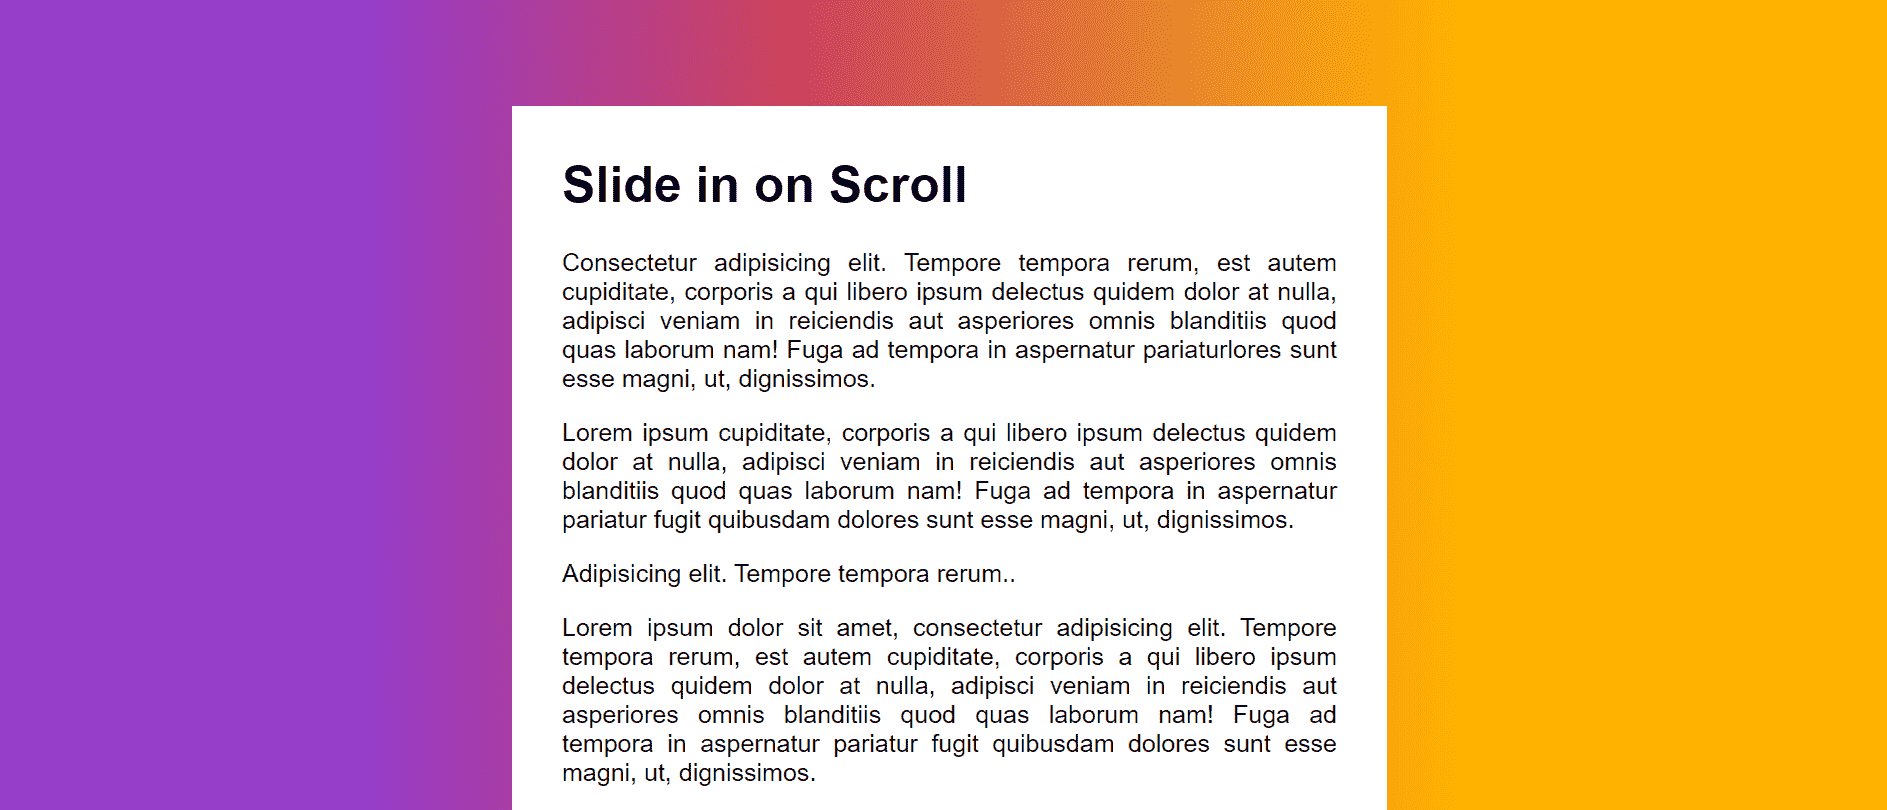 Slide in on Scroll
Consectetur adipisicing elit. Tempore tempora rerum, est autem
cupiditate, corporis a qui libero ipsum delectus quidem dolor at nulla,
adipisci veniam in reiciendis aut asperiores omnis blanditiis quod
quas laborum nam! Fuga ad tempora in aspernatur pariaturlores sunt
esse magni, ut, dignissimos.
Lorem ipsum cupiditate, corporis a qui libero ipsum delectus quidem
dolor at nulla, adipisci veniam in reiciendis aut asperiores omnis
blanditiis quod quas laborum nam! Fuga ad tempora in aspernatur
pariatur fugit quibusdam dolores sunt esse magni, ut, dignissimos.
Adipisicing elit. Tempore tempora rerum..
Lorem ipsum dolor sit amet, consectetur adipisicing elit. Tempore
tempora rerum, est autem cupiditate, corporis a qui libero ipsum
delectus quidem dolor at nulla, adipisci veniam in reiciendis aut
asperiores omnis blanditiis quod quas laborum nam! Fuga ad
tempora in aspernatur pariatur fugit quibusdam dolores sunt esse
magni, ut, dignissimos.